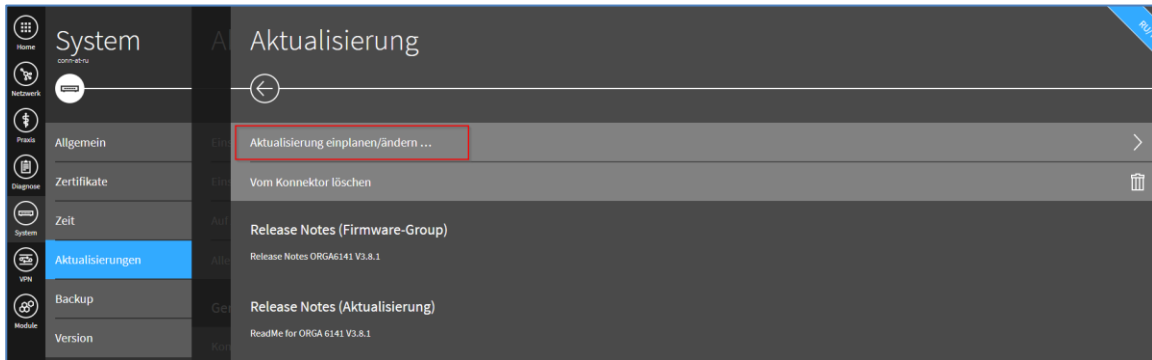 Home
Netzwerk
Praxis
Diagnose
System
VPN
Module
System
conn-at-ru
Allgemein
Zertifikate
Zeit
Aktualisierungen
Backup
Version
Aktualisierung
Aktualisierung einplanen/ändern ...
Vom Konnektor löschen
Release Notes (Firmware-Group)
Release Notes ORGA6141 V3.8.1
Release Notes (Aktualisierung)
ReadMe for ORGA 6141 V3.8.1